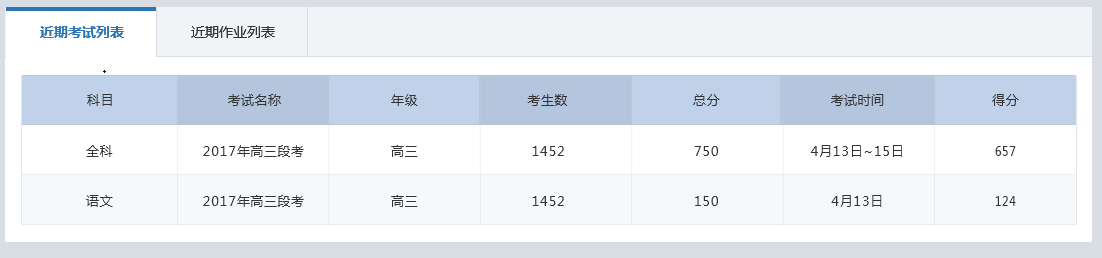 近期考试列表 近期作业列表
科目 考试名称 年级 考生数 总分 考试时间 得分
全科 2017年高三段考 高三 1452 750 4月13日~15日 657
语文 2017年高三段考 高三 1452 150 4月13日 124